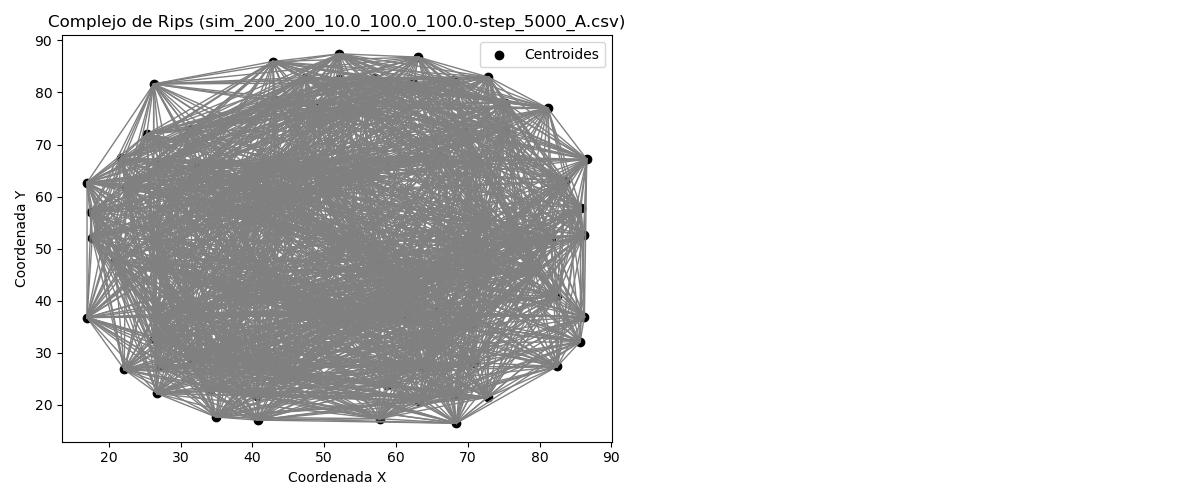 Complejo de Rips (sim_200_200_10.0_100.0_100.0-step_5000_A.csv)
90
Centroides
80
70
60
50
40
30
20
Coordenada Y
20 30 40 50 60 70 80 90
Coordenada X